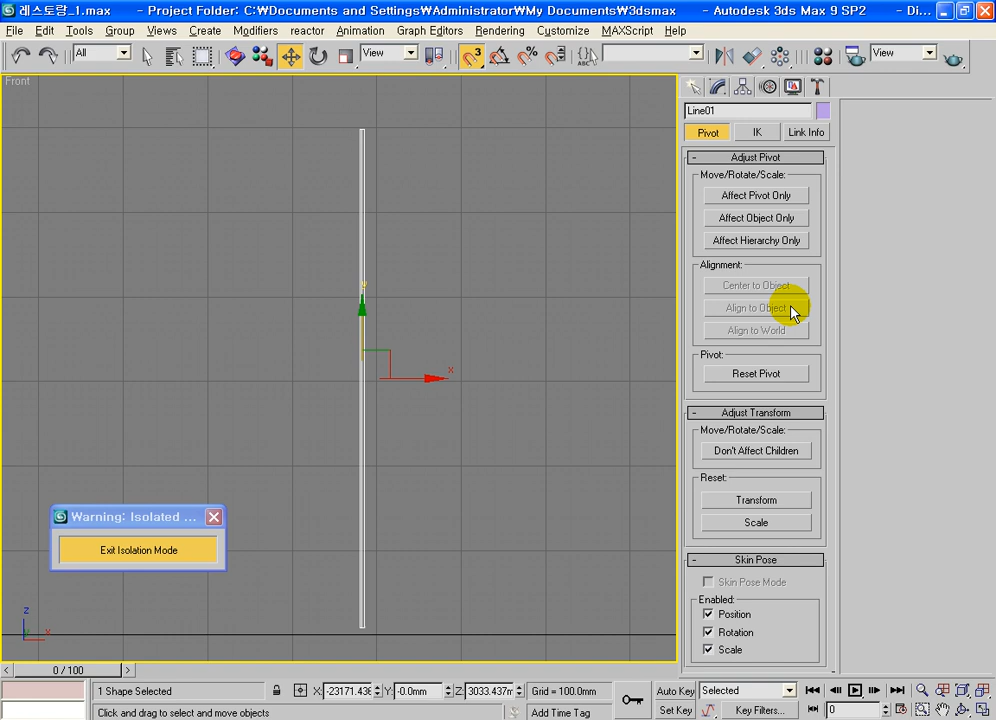 레스토랑_1.max - Project Folder: C:₩Documents and Settings₩Administrator₩My Documents₩3dsmax - Autodesk 3ds Max 9 SP2 - Di...
File Edit Tools Group Views Create Modifiers reactor Animation Graph Editors Rendering Customize MAXScript Help
All View 3 % ABC View
Front
Line01
Pivot IK Link Info
- Adjust Pivot
Move/Rotate/Scale:
Affect Pivot Only
Affect Object Only
Affect Hierarchy Only
Alignment:
Center to Object
Align to Object
Align to World
Pivot:
Reset Pivot
- Adjust Transform
Move/Rotate/Scale:
Don't Affect Children
Reset:
Transform
Scale
- Skin Pose
Skin Pose Mode
Enabled:
Position
Rotation
Scale
y
x
Warning: Isolated ...
Exit Isolation Mode
z
x
< 0 / 100 >
1 Shape Selected X: -23171.438 Y: -0.0mm Z: 3033.437m Grid = 100.0mm Auto Key Selected
Click and drag to select and move objects Add Time Tag Set Key Key Filters... 0